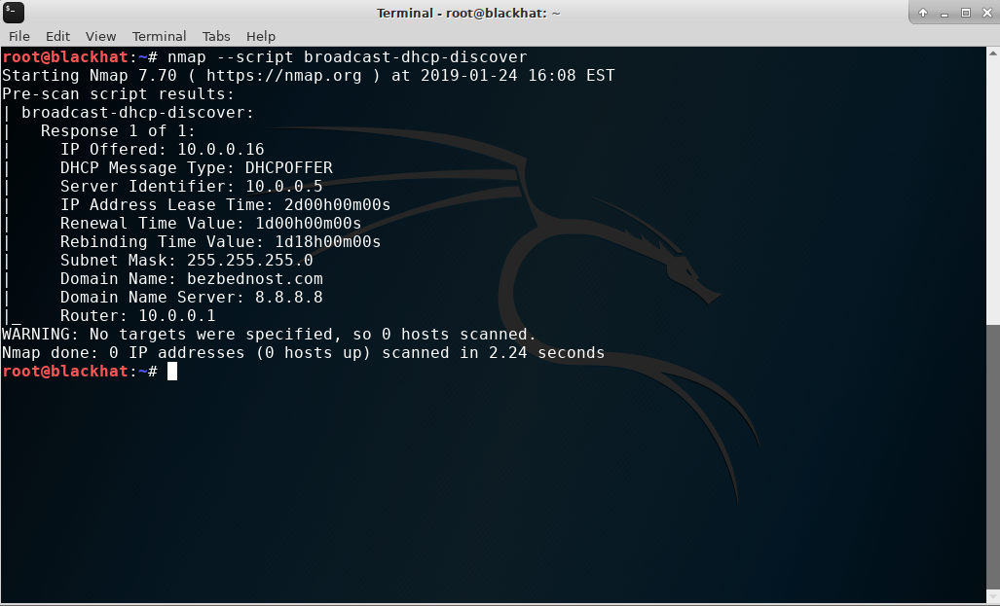 Terminal - root@blackhat: ~
File Edit View Terminal Tabs Help
root@blackhat:~# nmap --script broadcast-dhcp-discover
Starting Nmap 7.70 ( https://nmap.org ) at 2019-01-24 16:08 EST
Pre-scan script results:
| broadcast-dhcp-discover:
|   Response 1 of 1:
|     IP Offered: 10.0.0.16
|     DHCP Message Type: DHCPOFFER
|     Server Identifier: 10.0.0.5
|     IP Address Lease Time: 2d00h00m00s
|     Renewal Time Value: 1d00h00m00s
|     Rebinding Time Value: 1d18h00m00s
|     Subnet Mask: 255.255.255.0
|     Domain Name: bezbednost.com
|     Domain Name Server: 8.8.8.8
|_    Router: 10.0.0.1
WARNING: No targets were specified, so 0 hosts scanned.
Nmap done: 0 IP addresses (0 hosts up) scanned in 2.24 seconds
root@blackhat:~#